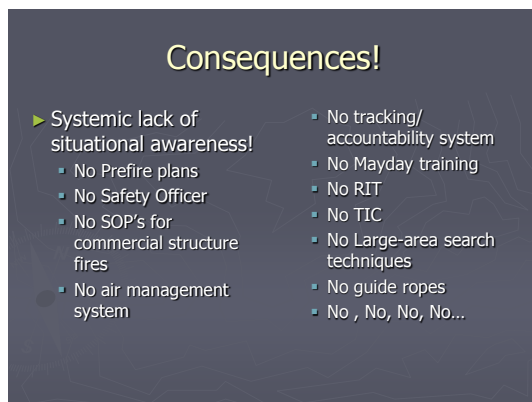 Consequences!
► Systemic lack of
situational awareness!
▪ No Prefire plans
▪ No Safety Officer
▪ No SOP's for
commercial structure
fires
▪ No air management
system
▪ No tracking/
accountability system
▪ No Mayday training
▪ No RIT
▪ No TIC
▪ No Large-area search
techniques
▪ No guide ropes
▪ No , No, No, No...